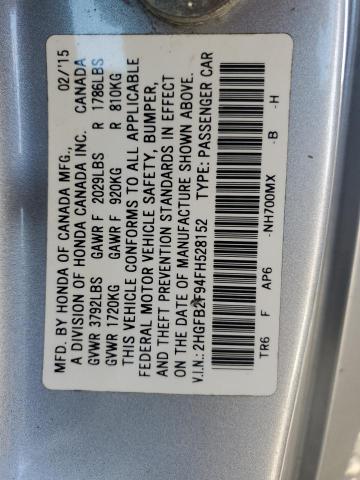 MFD. BY HONDA OF CANADA MFG., 02/'15
A DIVISION OF HONDA CANADA INC. CANADA
GVWR 3792LBS GAWR F 2029LBS R 1786LBS
GVWR 1720KG GAWR F 920KG R 810KG
THIS VEHICLE CONFORMS TO ALL APPLICABLE
FEDERAL MOTOR VEHICLE SAFETY, BUMPER,
AND THEFT PREVENTION STANDARDS IN EFFECT
ON THE DATE OF MANUFACTURE SHOWN ABOVE.
V.I.N.: 2HGFB2F94FH528152 TYPE: PASSENGER CAR
TR6 F AP6 -NH700MX -B -H